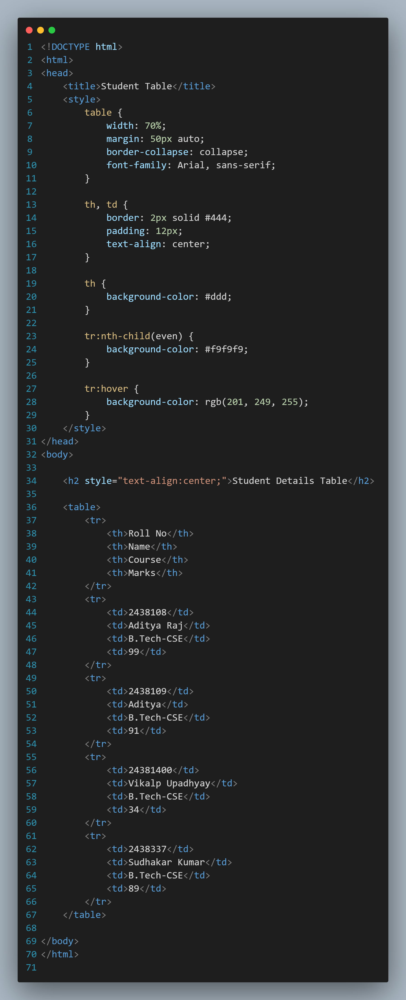 1 <!DOCTYPE html>
2 <html>
3 <head>
4     <title>Student Table</title>
5     <style>
6         table {
7             width: 70%;
8             margin: 50px auto;
9             border-collapse: collapse;
10             font-family: Arial, sans-serif;
11         }
12
13         th, td {
14             border: 2px solid #444;
15             padding: 12px;
16             text-align: center;
17         }
18
19         th {
20             background-color: #ddd;
21         }
22
23         tr:nth-child(even) {
24             background-color: #f9f9f9;
25         }
26
27         tr:hover {
28             background-color: rgb(201, 249, 255);
29         }
30     </style>
31 </head>
32 <body>
33
34     <h2 style="text-align:center;">Student Details Table</h2>
35
36     <table>
37         <tr>
38             <th>Roll No</th>
39             <th>Name</th>
40             <th>Course</th>
41             <th>Marks</th>
42         </tr>
43         <tr>
44             <td>2438108</td>
45             <td>Aditya Raj</td>
46             <td>B.Tech-CSE</td>
47             <td>99</td>
48         </tr>
49         <tr>
50             <td>2438109</td>
51             <td>Aditya</td>
52             <td>B.Tech-CSE</td>
53             <td>91</td>
54         </tr>
55         <tr>
56             <td>24381400</td>
57             <td>Vikalp Upadhyay</td>
58             <td>B.Tech-CSE</td>
59             <td>34</td>
60         </tr>
61         <tr>
62             <td>2438337</td>
63             <td>Sudhakar Kumar</td>
64             <td>B.Tech-CSE</td>
65             <td>89</td>
66         </tr>
67     </table>
68
69 </body>
70 </html>
71